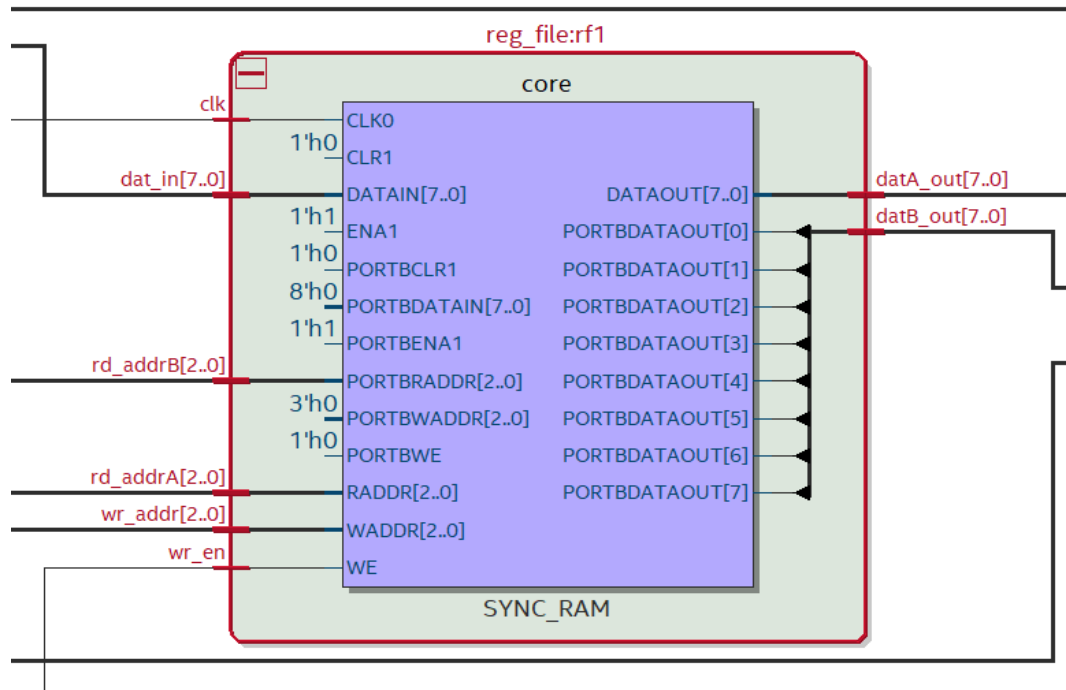 reg_file:rf1
core
clk
CLK0
1'h0
CLR1
dat_in[7..0]
DATAIN[7..0]
DATAOUT[7..0]
datA_out[7..0]
1'h1
ENA1
PORTBDATAOUT[0]
datB_out[7..0]
1'h0
PORTBCLR1
PORTBDATAOUT[1]
8'h0
PORTBDATAIN[7..0]
PORTBDATAOUT[2]
1'h1
PORTBENA1
PORTBDATAOUT[3]
rd_addrB[2..0]
PORTBRADDR[2..0]
PORTBDATAOUT[4]
3'h0
PORTBWADDR[2..0]
PORTBDATAOUT[5]
1'h0
PORTBWE
PORTBDATAOUT[6]
rd_addrA[2..0]
RADDR[2..0]
PORTBDATAOUT[7]
wr_addr[2..0]
WADDR[2..0]
wr_en
WE
SYNC_RAM